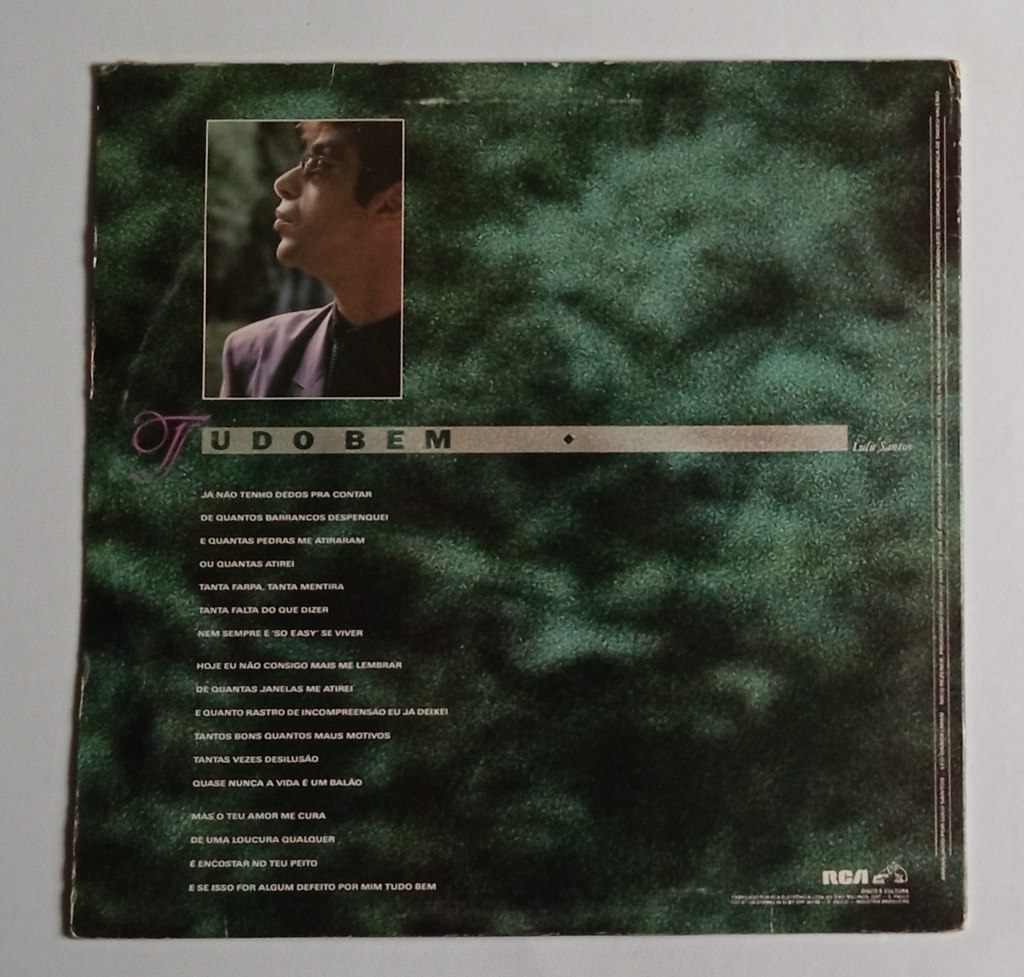 TUDO BEM
Lulu Santos
JÁ NÃO TENHO DEDOS PRA CONTAR
DE QUANTOS BARRANCOS DESPENQUEI
E QUANTAS PEDRAS ME ATIRARAM
OU QUANTAS ATIREI
TANTA FARPA, TANTA MENTIRA
TANTA FALTA DO QUE DIZER
NEM SEMPRE É 'SO EASY' SE VIVER
HOJE EU NÃO CONSIGO MAIS ME LEMBRAR
DE QUANTAS JANELAS ME ATIREI
E QUANTO RASTRO DE INCOMPREENSÃO EU JÁ DEIXEI
TANTOS BONS QUANTOS MAUS MOTIVOS
TANTAS VEZES DESILUSÃO
QUASE NUNCA A VIDA É UM BALÃO
MAS O TEU AMOR ME CURA
DE UMA LOUCURA QUALQUER
É ENCOSTAR NO TEU PEITO
E SE ISSO FOR ALGUM DEFEITO POR MIM TUDO BEM
RCA
DISCO É CULTURA